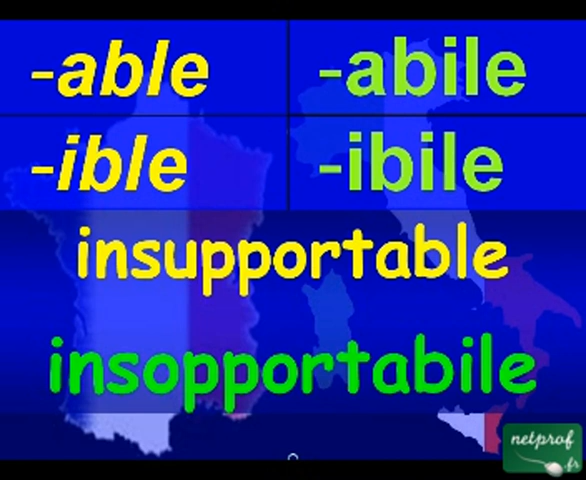 -able -abile
-ible -ibile
insupportable
insopportabile
netprof
.fr